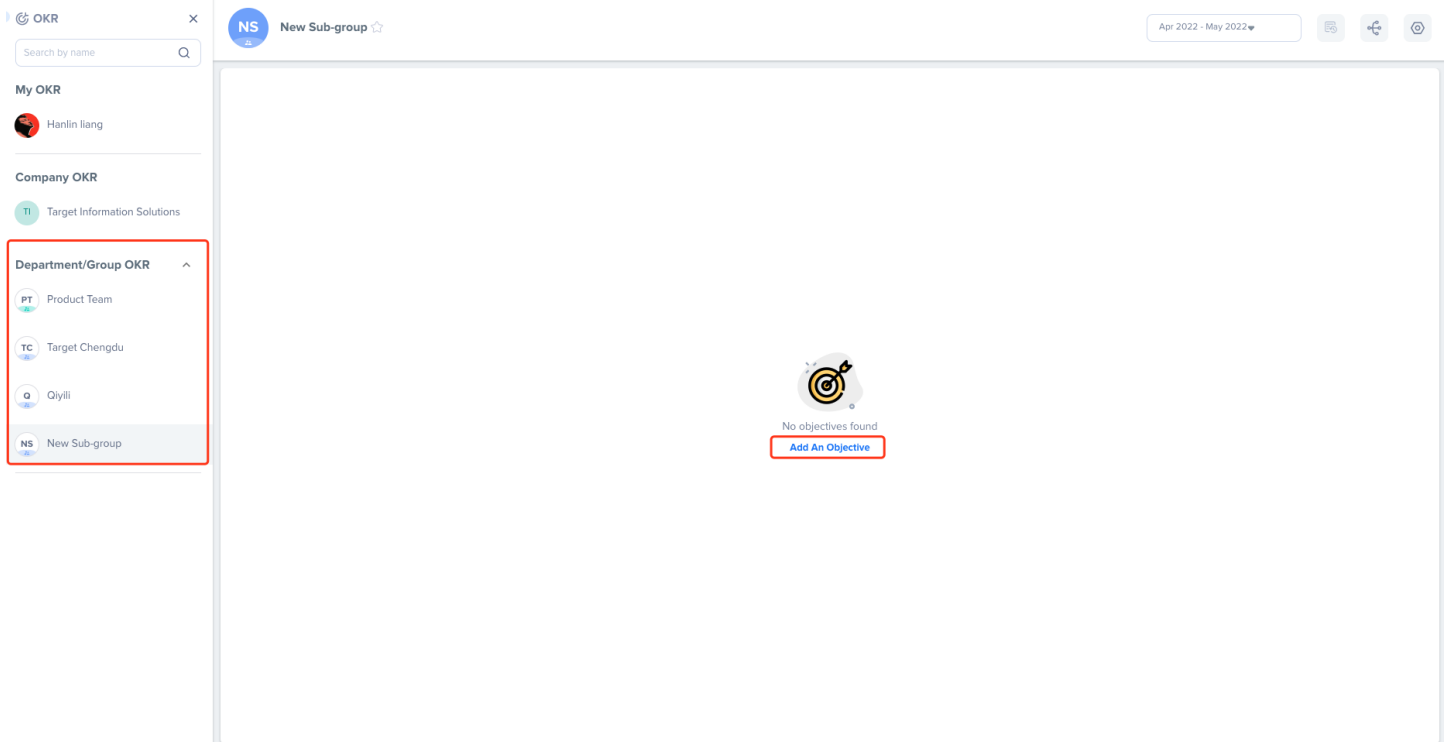 OKR
Search by name
My OKR
Hanlin liang
Company OKR
TI Target Information Solutions
Department/Group OKR
PT Product Team
TC Target Chengdu
Q Qiyili
NS New Sub-group
NS New Sub-group
Apr 2022 - May 2022
No objectives found
Add An Objective